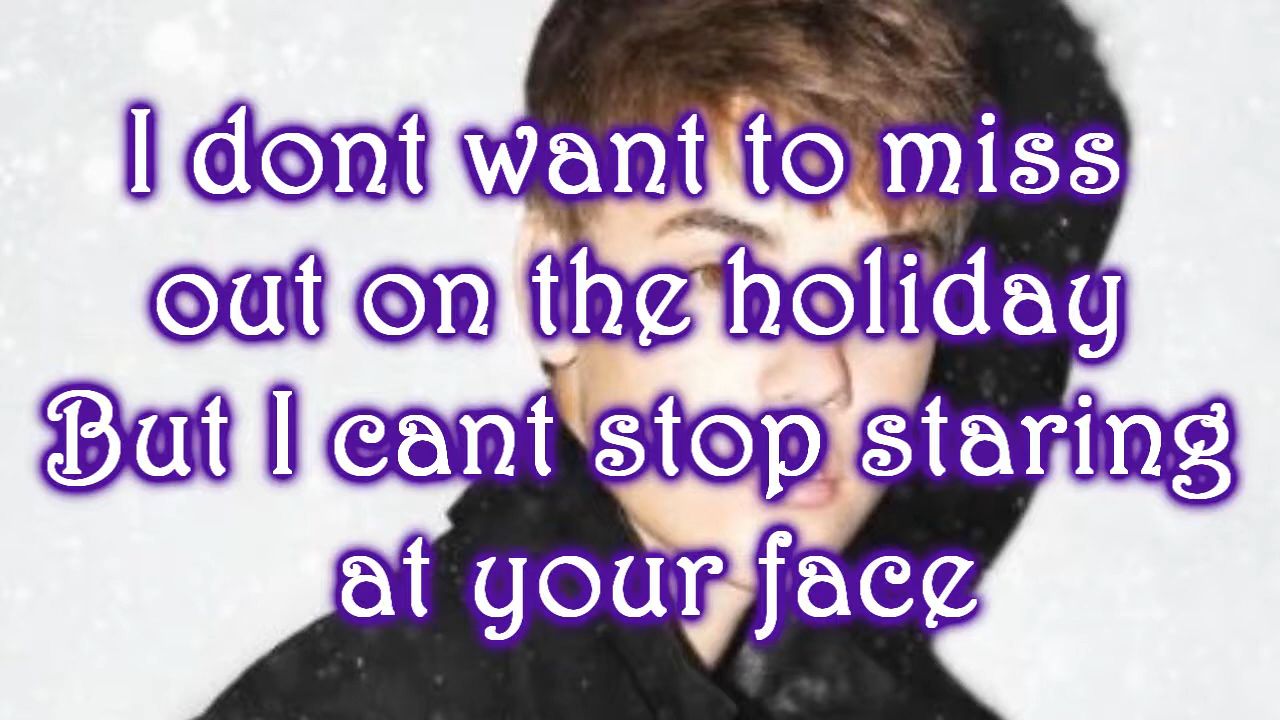 I dont want to miss
out on the holiday
But I cant stop staring
at your face